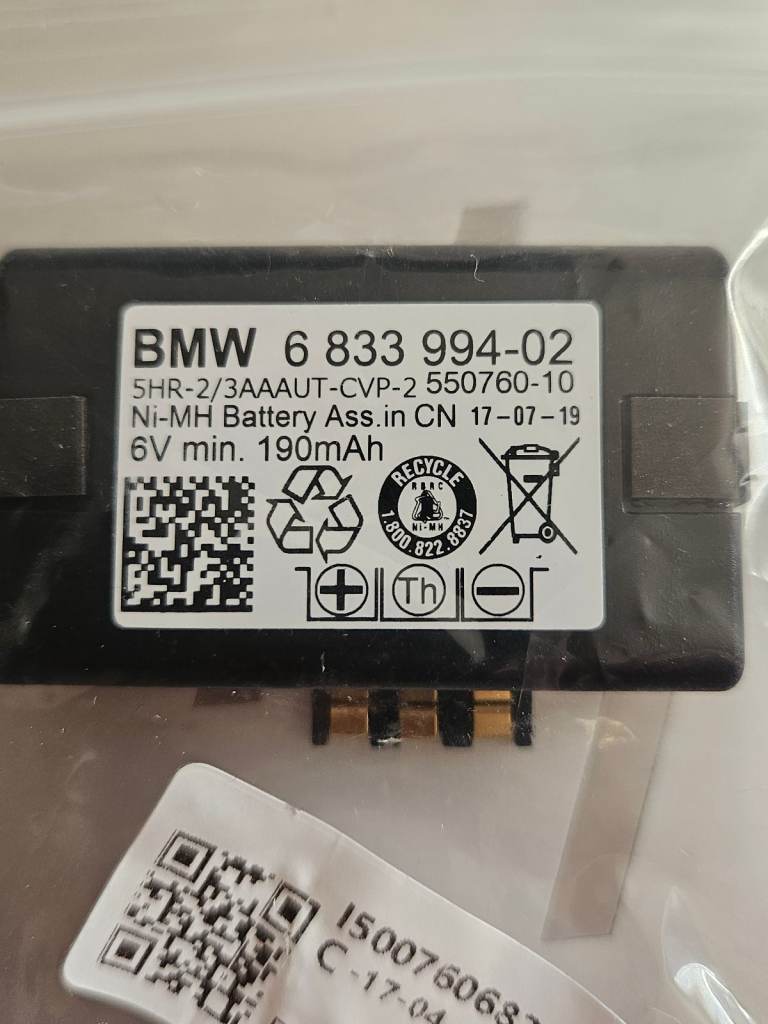 BMW 6 833 994-02
5HR-2/3AAAUT-CVP-2 550760-10
Ni-MH Battery Ass.in CN 17-07-19
6V min. 190mAh
RECYCLE
RBRC
Ni-MH
1.800.822.8837
+ Th −
C-17-04